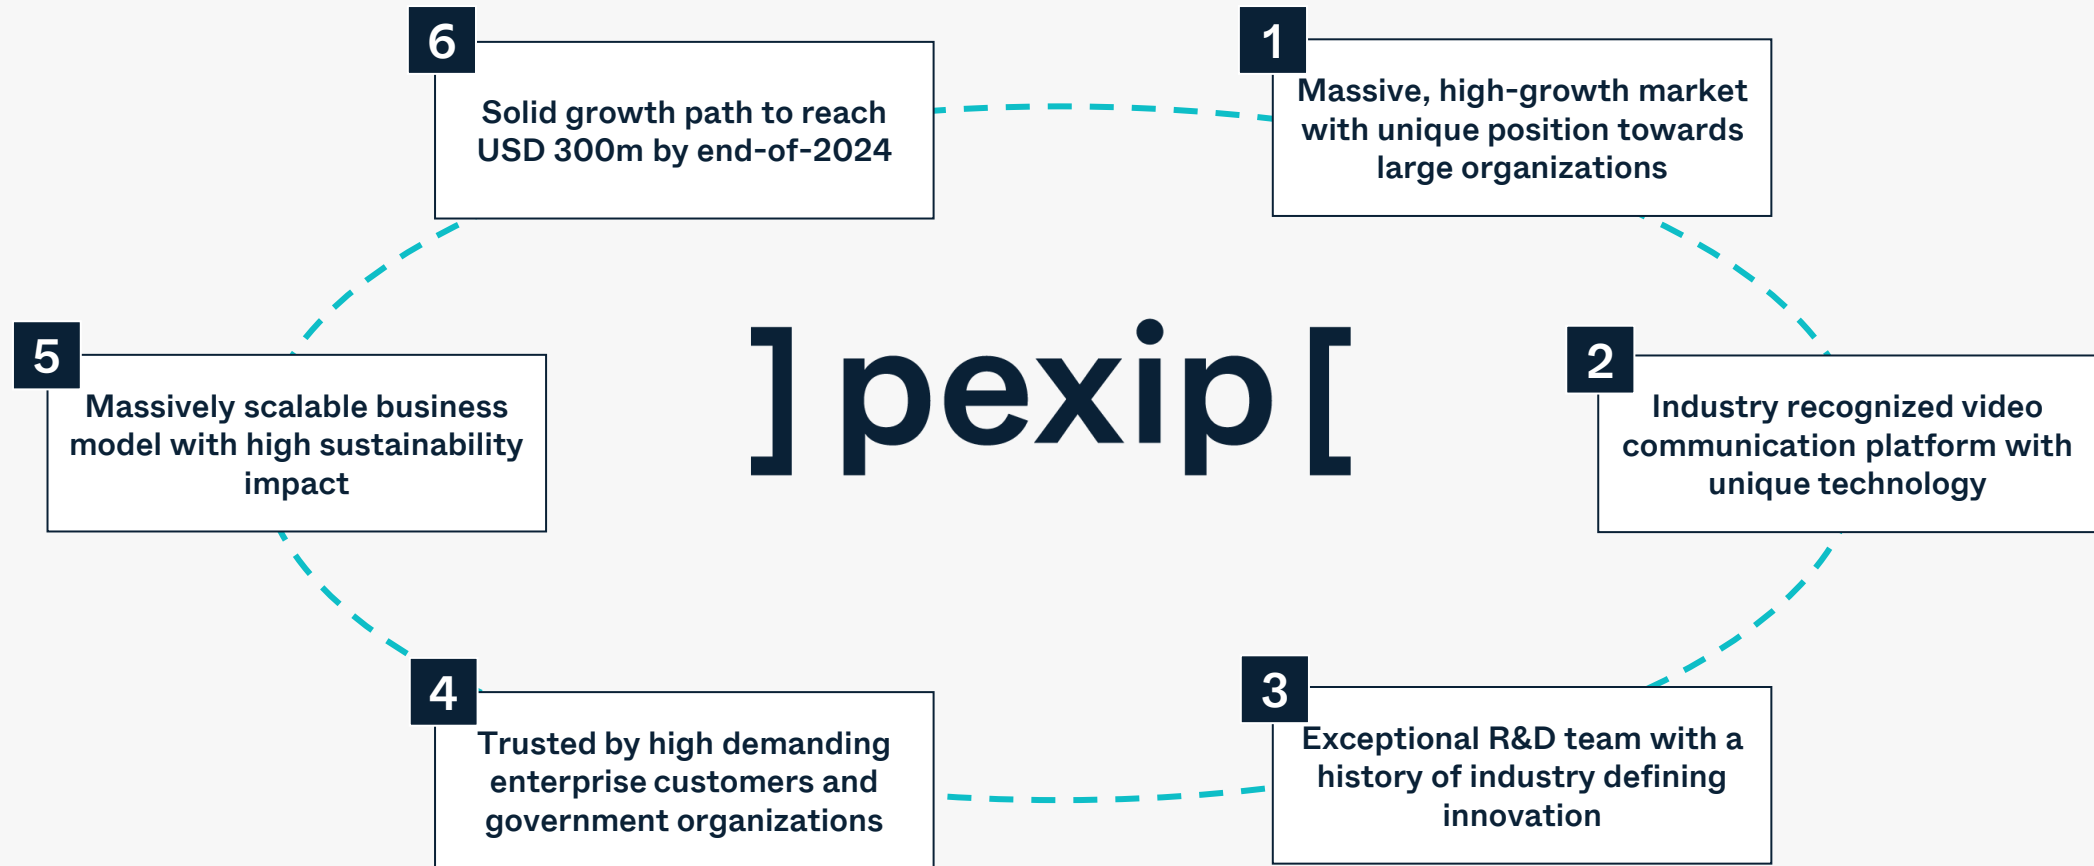 1
Massive, high-growth market
with unique position towards
large organizations
2
Industry recognized video
communication platform with
unique technology
3
Exceptional R&D team with a
history of industry defining
innovation
4
Trusted by high demanding
enterprise customers and
government organizations
5
Massively scalable business
model with high sustainability
impact
6
Solid growth path to reach
USD 300m by end-of-2024
]pexip[